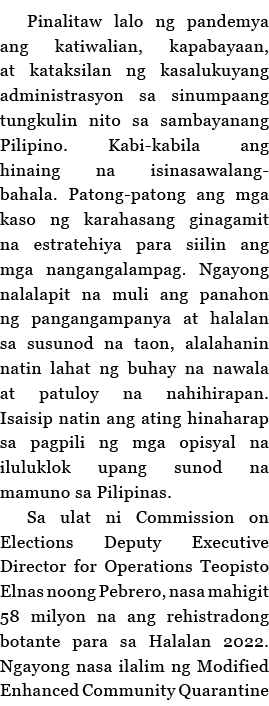 Pinalitaw lalo ng pandemya
ang katiwalian, kapabayaan,
at kataksilan ng kasalukuyang
administrasyon sa sinumpaang
tungkulin nito sa sambayanang
Pilipino. Kabi-kabila ang
hinaing na isinasawalang-
bahala. Patong-patong ang mga
kaso ng karahasang ginagamit
na estratehiya para siilin ang
mga nangangalampag. Ngayong
nalalapit na muli ang panahon
ng pangangampanya at halalan
sa susunod na taon, alalahanin
natin lahat ng buhay na nawala
at patuloy na nahihirapan.
Isaisip natin ang ating hinaharap
sa pagpili ng mga opisyal na
iluluklok upang sunod na
mamuno sa Pilipinas.
Sa ulat ni Commission on
Elections Deputy Executive
Director for Operations Teopisto
Elnas noong Pebrero, nasa mahigit
58 milyon na ang rehistradong
botante para sa Halalan 2022.
Ngayong nasa ilalim ng Modified
Enhanced Community Quarantine